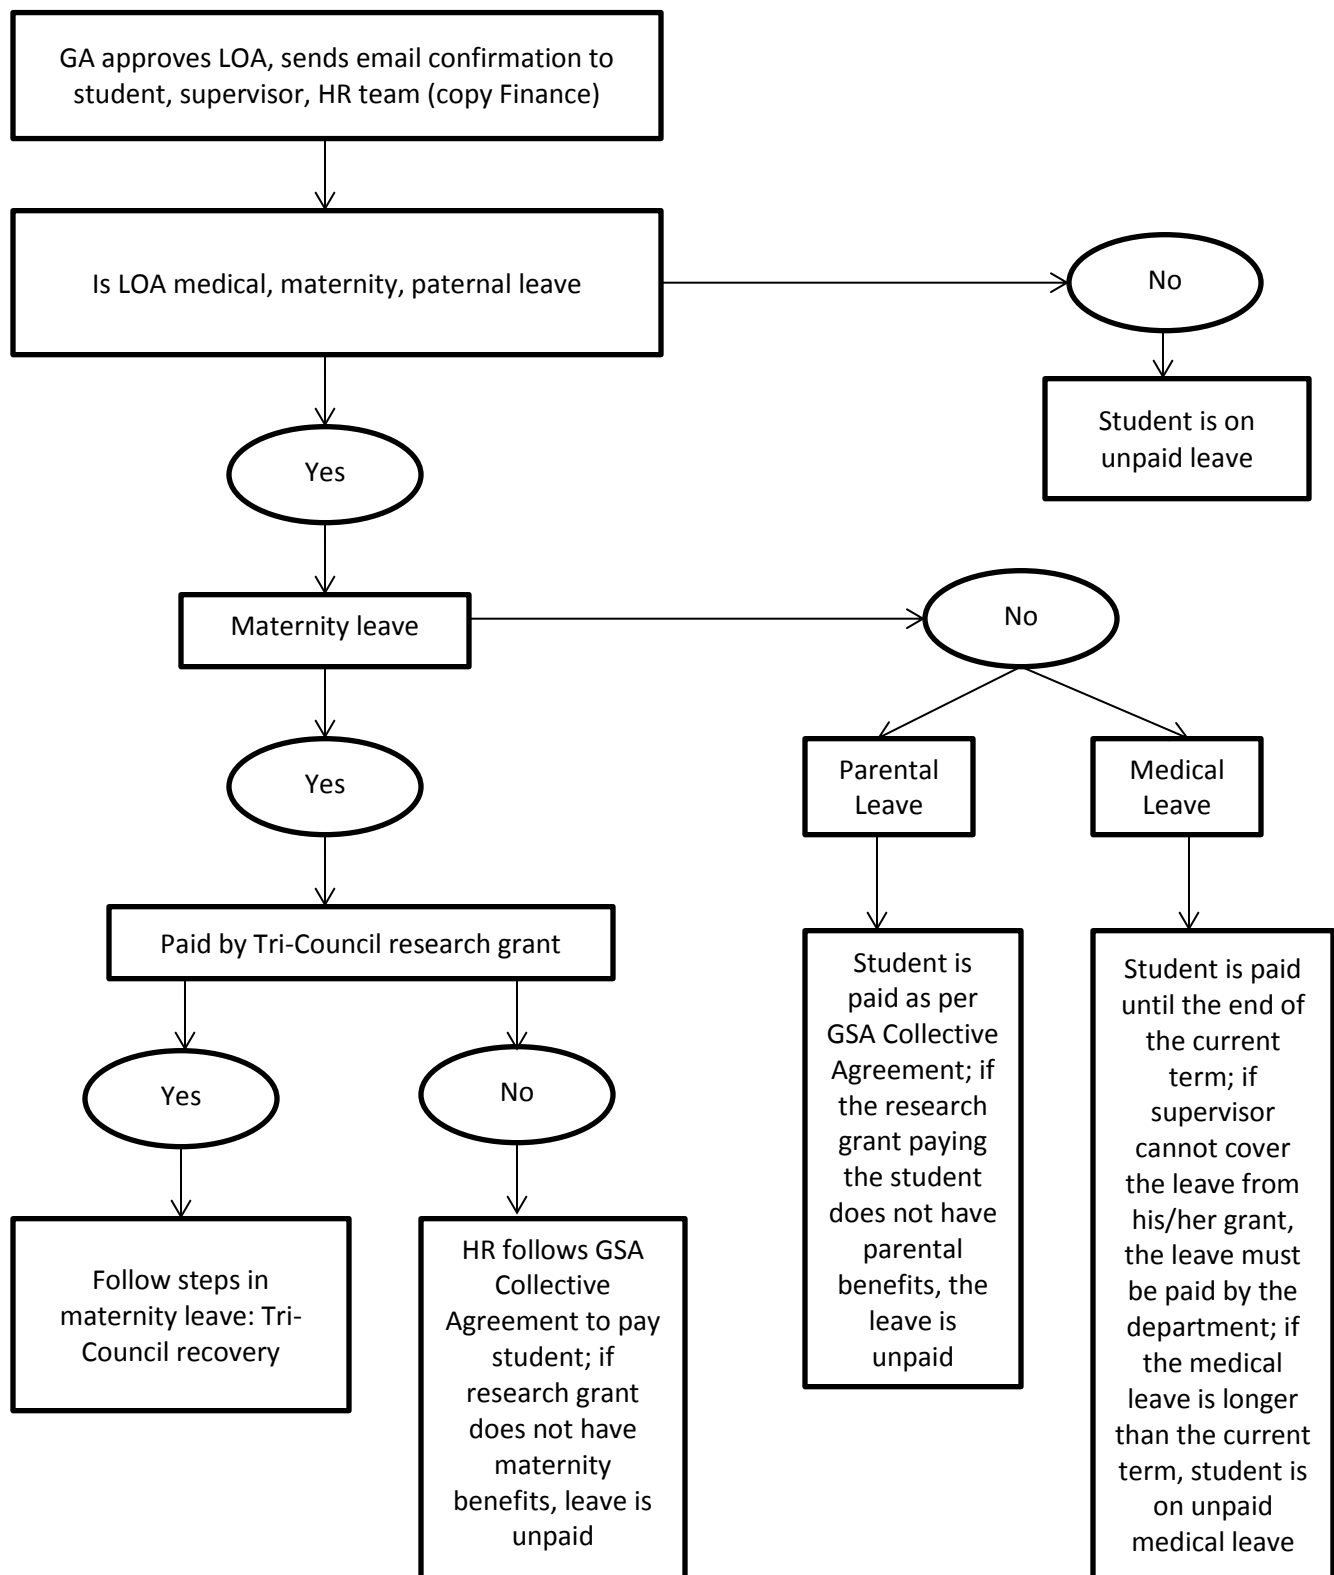 GA approves LOA, sends email confirmation to
student, supervisor, HR team (copy Finance)
Is LOA medical, maternity, paternal leave
No
Student is on
unpaid leave
Yes
Maternity leave
No
Yes
Parental
Leave
Medical
Leave
Paid by Tri-Council research grant
Yes
No
Follow steps in
maternity leave: Tri-
Council recovery
HR follows GSA
Collective
Agreement to pay
student; if
research grant
does not have
maternity
benefits, leave is
unpaid
Student is
paid as per
GSA Collective
Agreement; if
the research
grant paying
the student
does not have
parental
benefits, the
leave is
unpaid
Student is paid
until the end of
the current
term; if
supervisor
cannot cover
the leave from
his/her grant,
the leave must
be paid by the
department; if
the medical
leave is longer
than the current
term, student is
on unpaid
medical leave